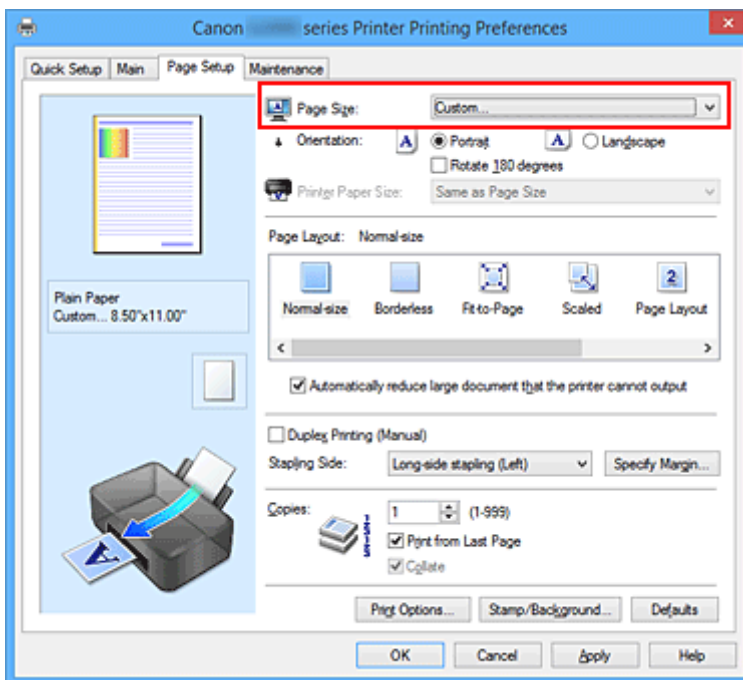 Canon series Printer Printing Preferences
Quick Setup Main Page Setup Maintenance
Page Size: Custom...
Orientation: A Portrait A Landscape
Rotate 180 degrees
Printer Paper Size: Same as Page Size
Page Layout: Normal-size
2
Normal-size Borderless Fit-to-Page Scaled Page Layout
Automatically reduce large document that the printer cannot output
Plain Paper
Custom... 8.50"x11.00"
Duplex Printing (Manual)
Stapling Side: Long-side stapling (Left) Specify Margin...
Copies: 1 (1-999)
Print from Last Page
Collate
A
Print Options... Stamp/Background... Defaults
OK Cancel Apply Help